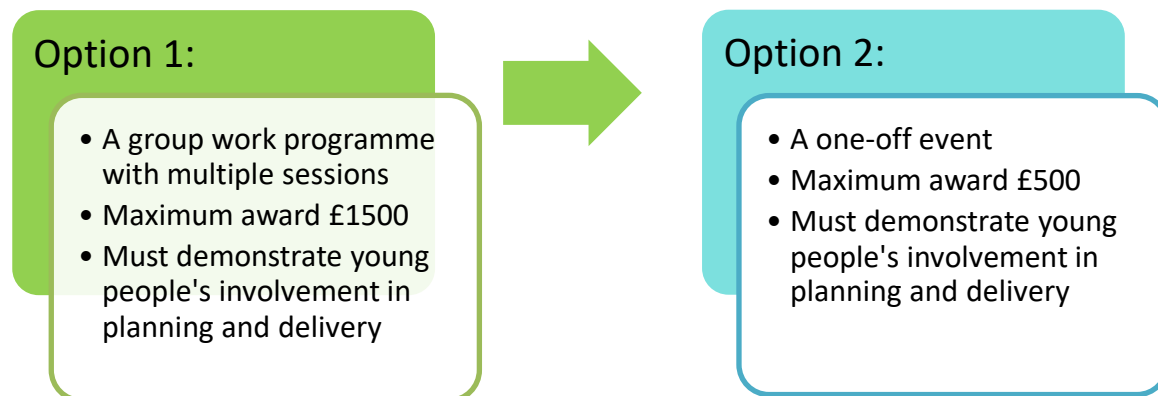 Option 1:
• A group work programme
with multiple sessions
• Maximum award £1500
• Must demonstrate young
people's involvement in
planning and delivery
Option 2:
• A one-off event
• Maximum award £500
• Must demonstrate young
people's involvement in
planning and delivery